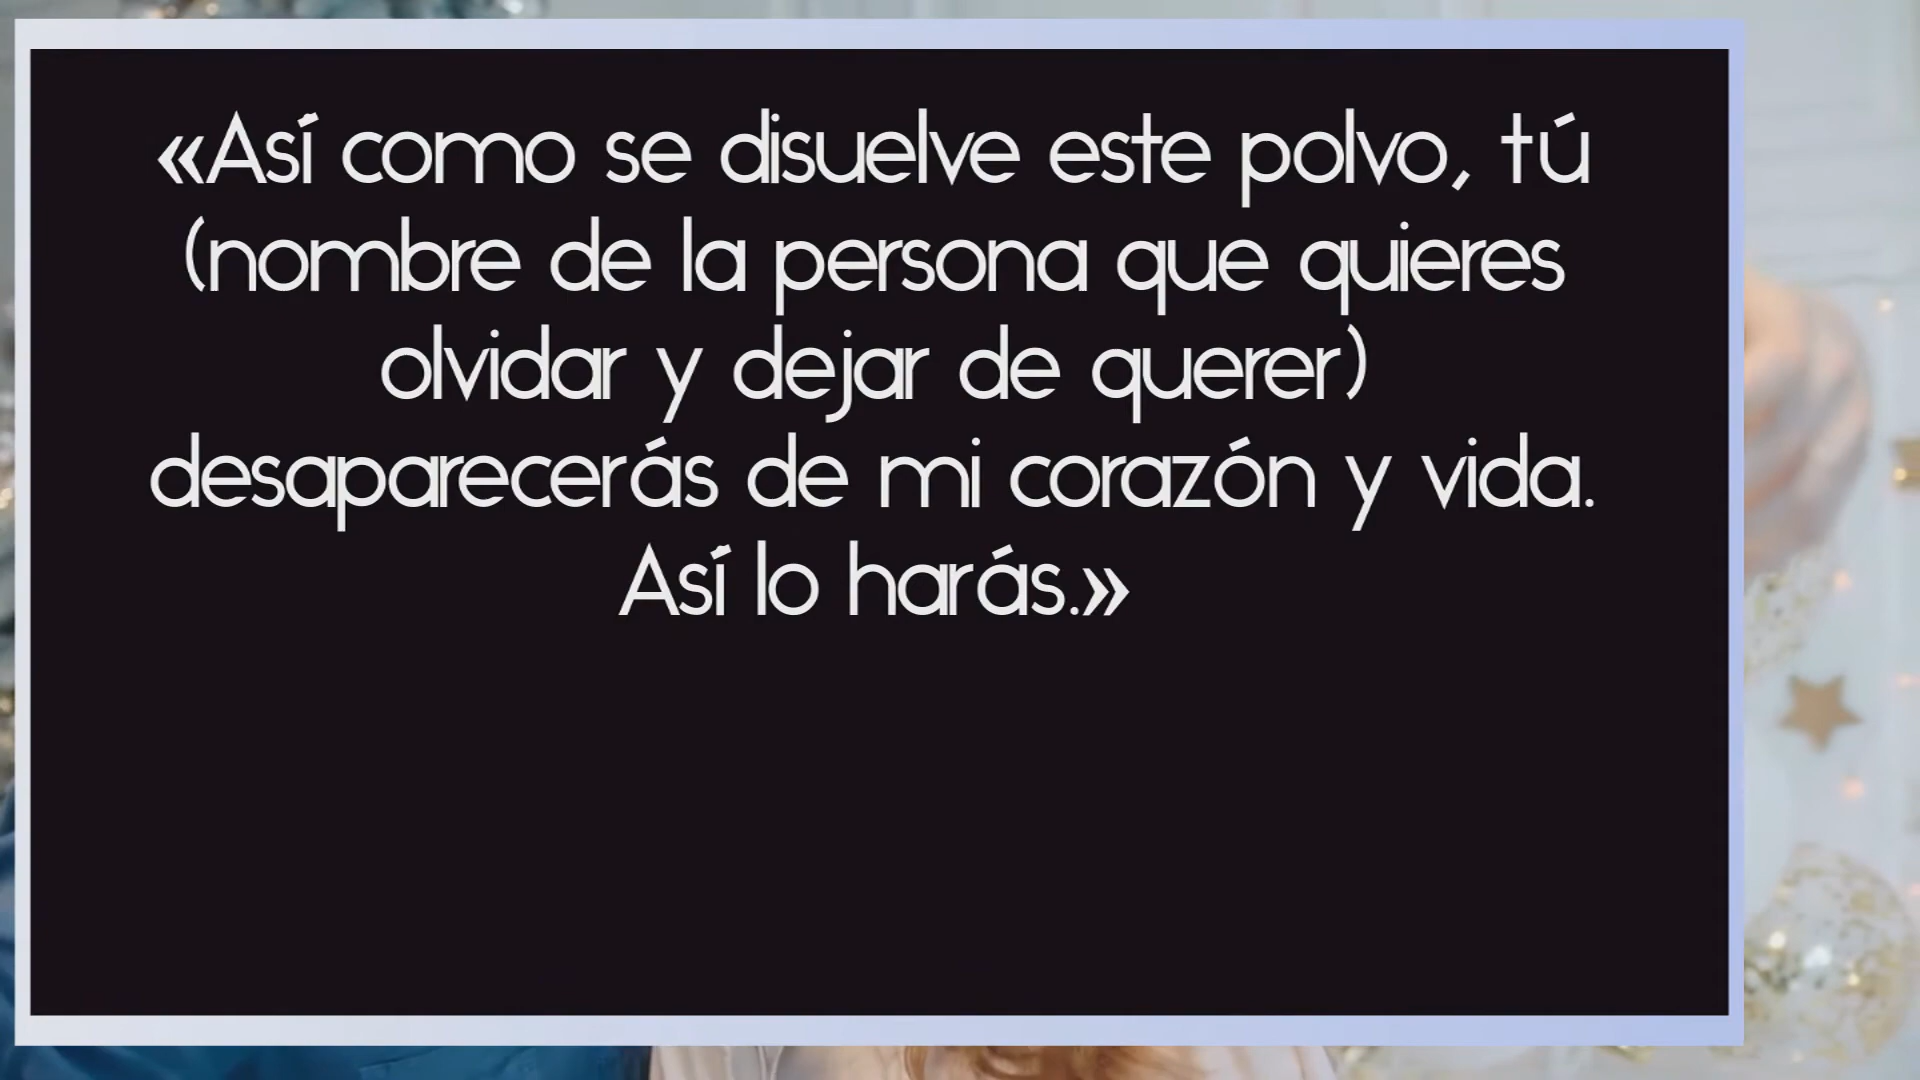 «Así como se disuelve este polvo, tú
(nombre de la persona que quieres
olvidar y dejar de querer)
desaparecerás de mi corazón y vida.
Así lo harás.»